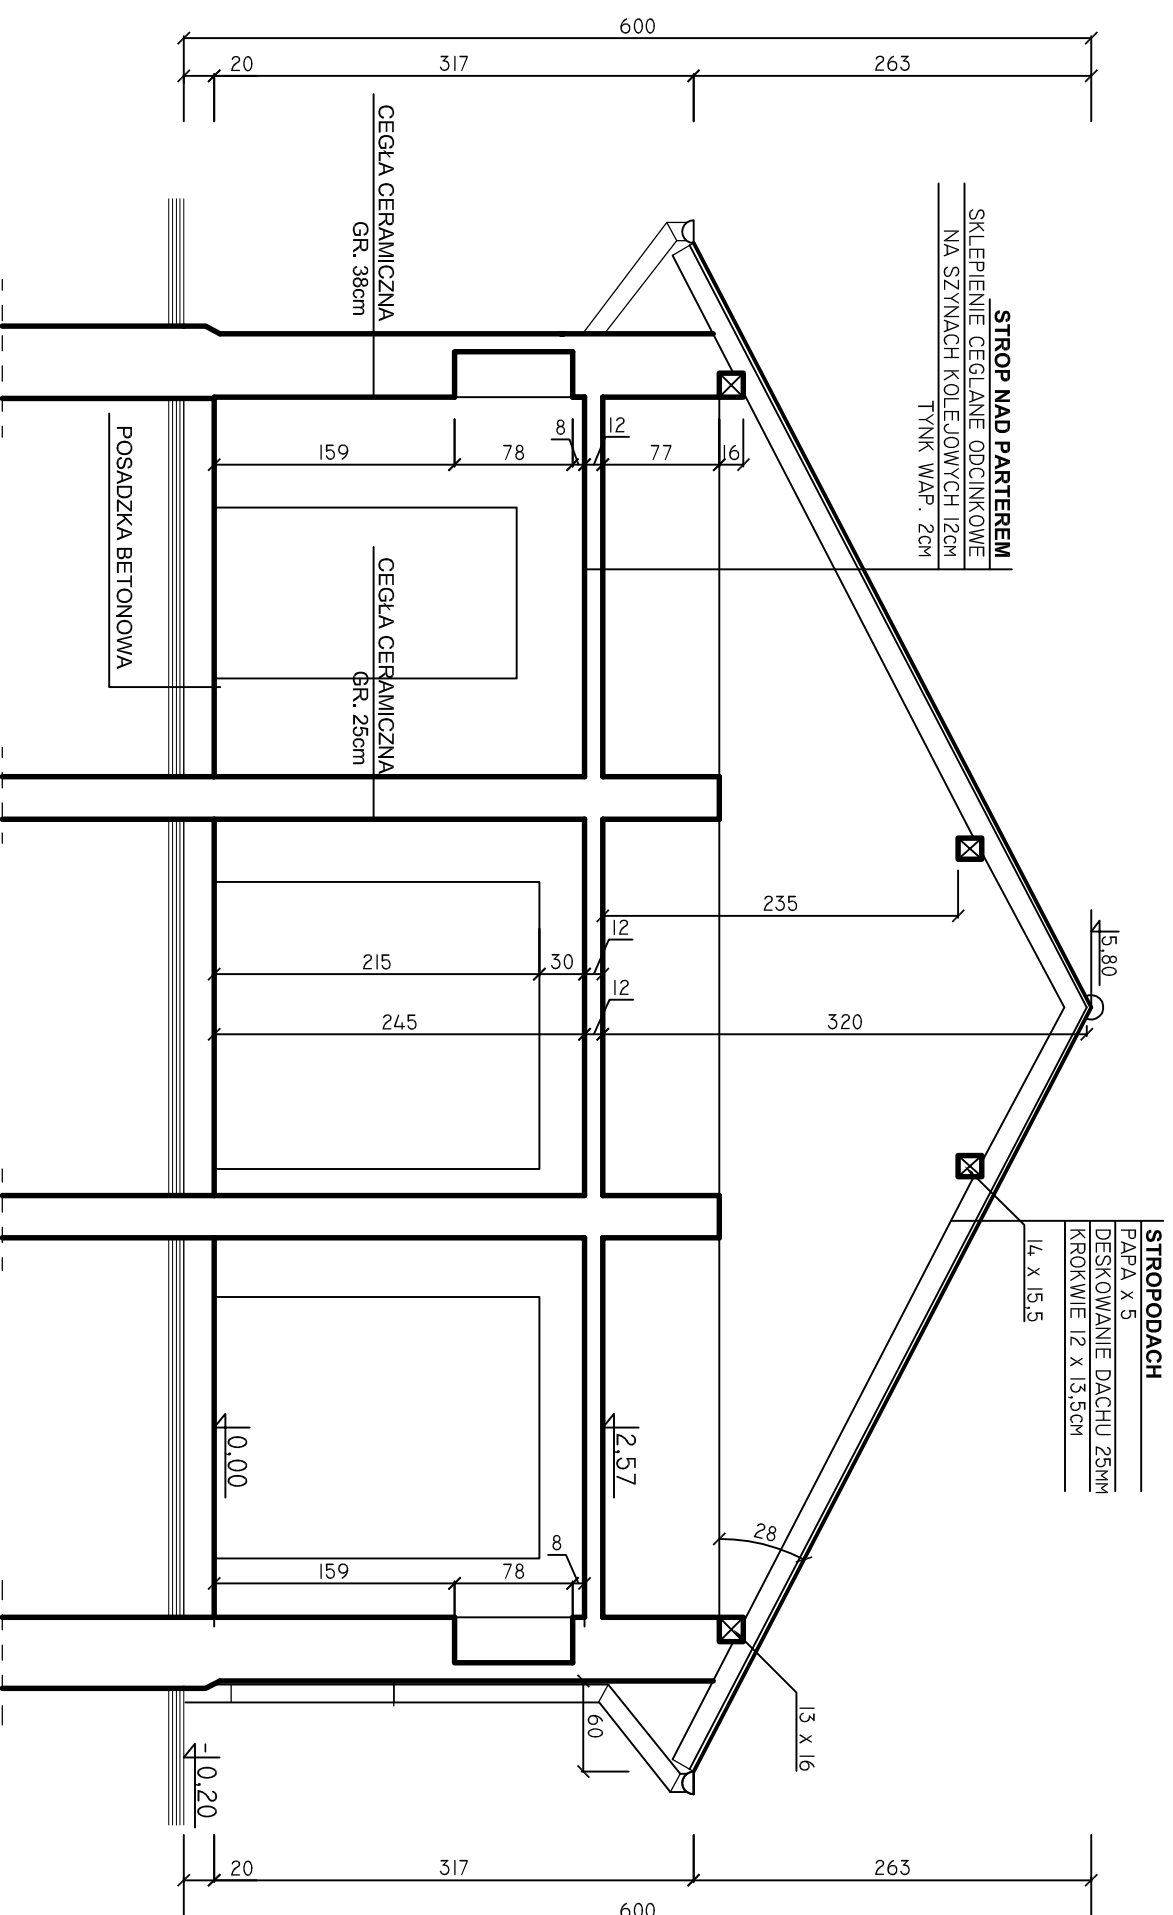 600
20
317
263
CEGŁA CERAMICZNA
GR. 38cm
STROP NAD PARTEREM
SKLEPIENIE CEGLANE ODCINKOWE
NA SZYNACH KOLEJOWYCH 12CM
TYNK WAP. 2CM
159
78
8
12
77
16
POSADZKA BETONOWA
CEGŁA CERAMICZNA
GR. 25cm
235
5,80
215
30
12
245
12
320
STROPODACH
PAPA X 5
DESKOWANIE DACHU 25MM
KROKWIE 12 X 13,5CM
14 X 15,5
0,00
2,57
28
159
78
8
60
13 X 16
-0,20
20
317
263
600